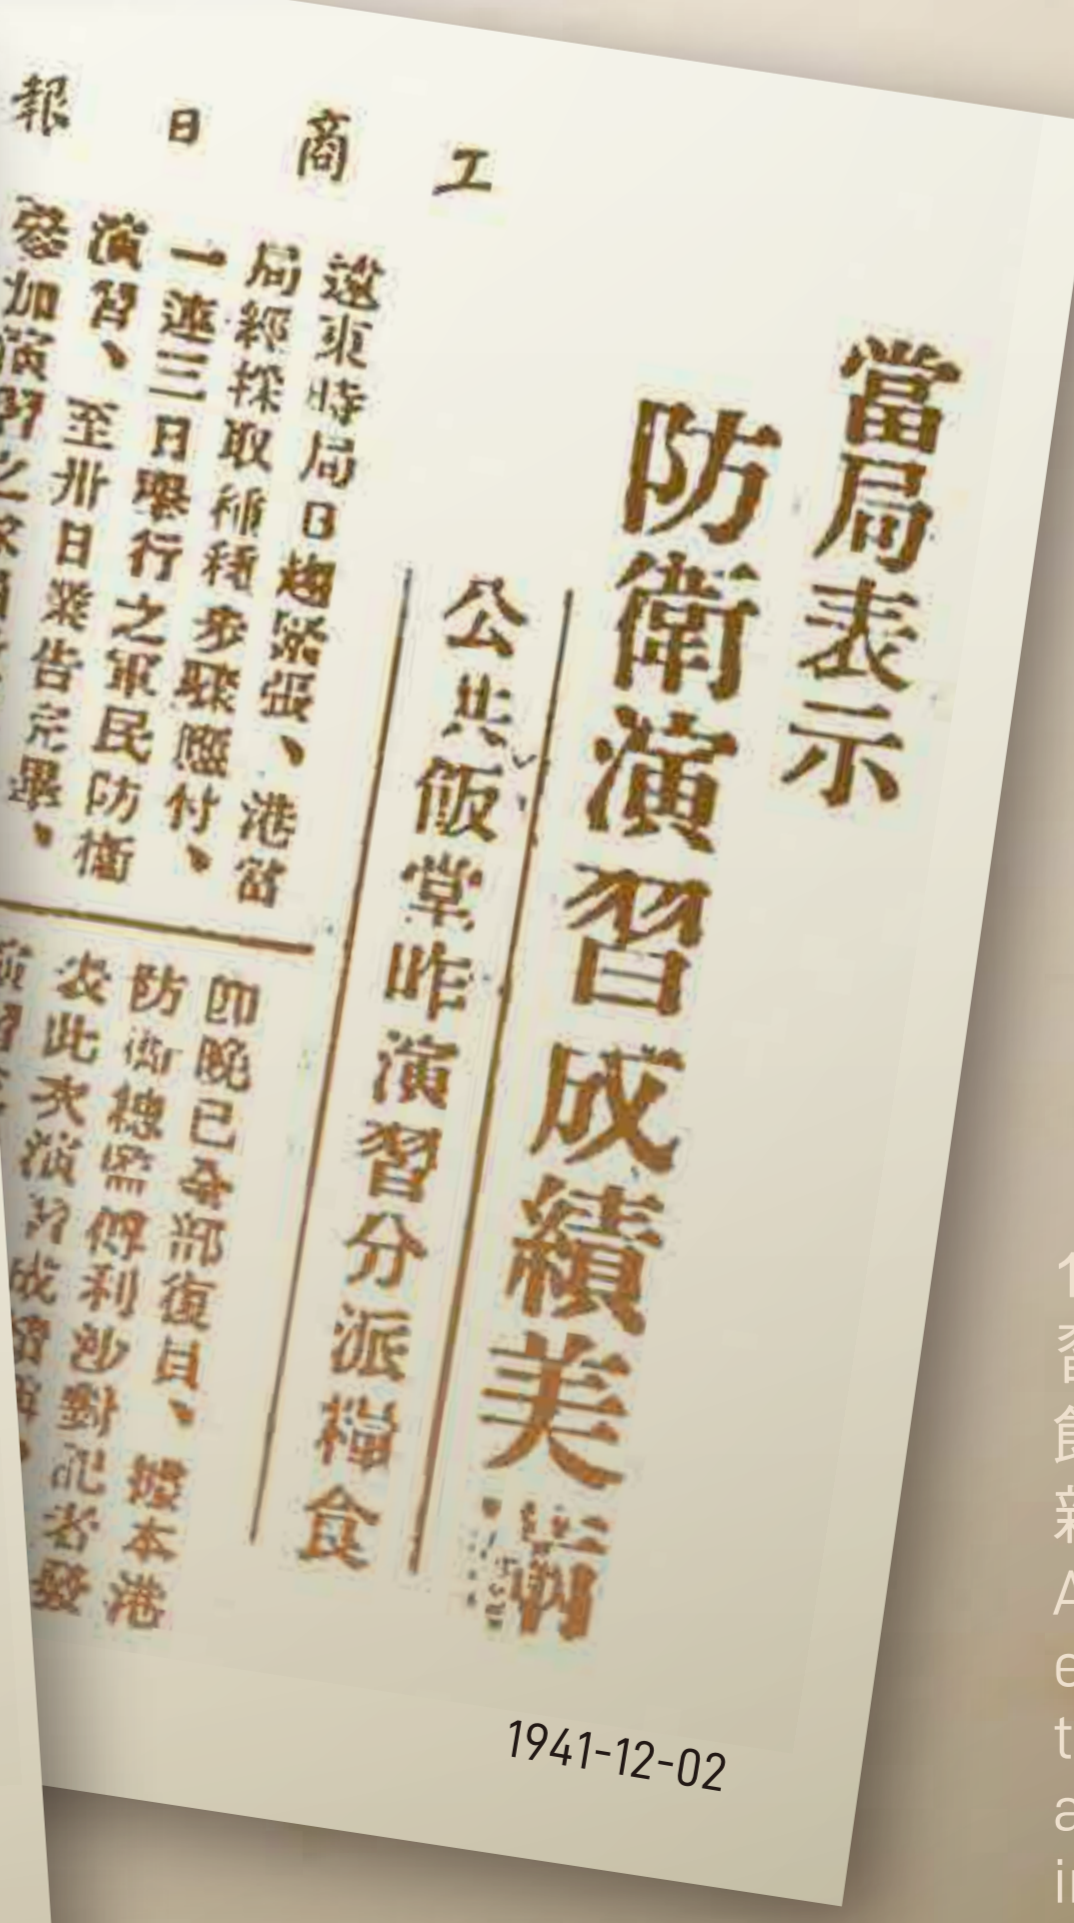 工商日報
當局表示
防衛演習成績美滿
公共飯堂昨演習分派糧食
遠東時局日趨緊張、港當
局經採取種種步驟應付、
一連三日舉行之軍民防衛
演習、至卅日業告完畢、
參加演習之
即晚已全部復員、據本港
防衛總監傅利沙對記者發
表此次演習成績
1941-12-02